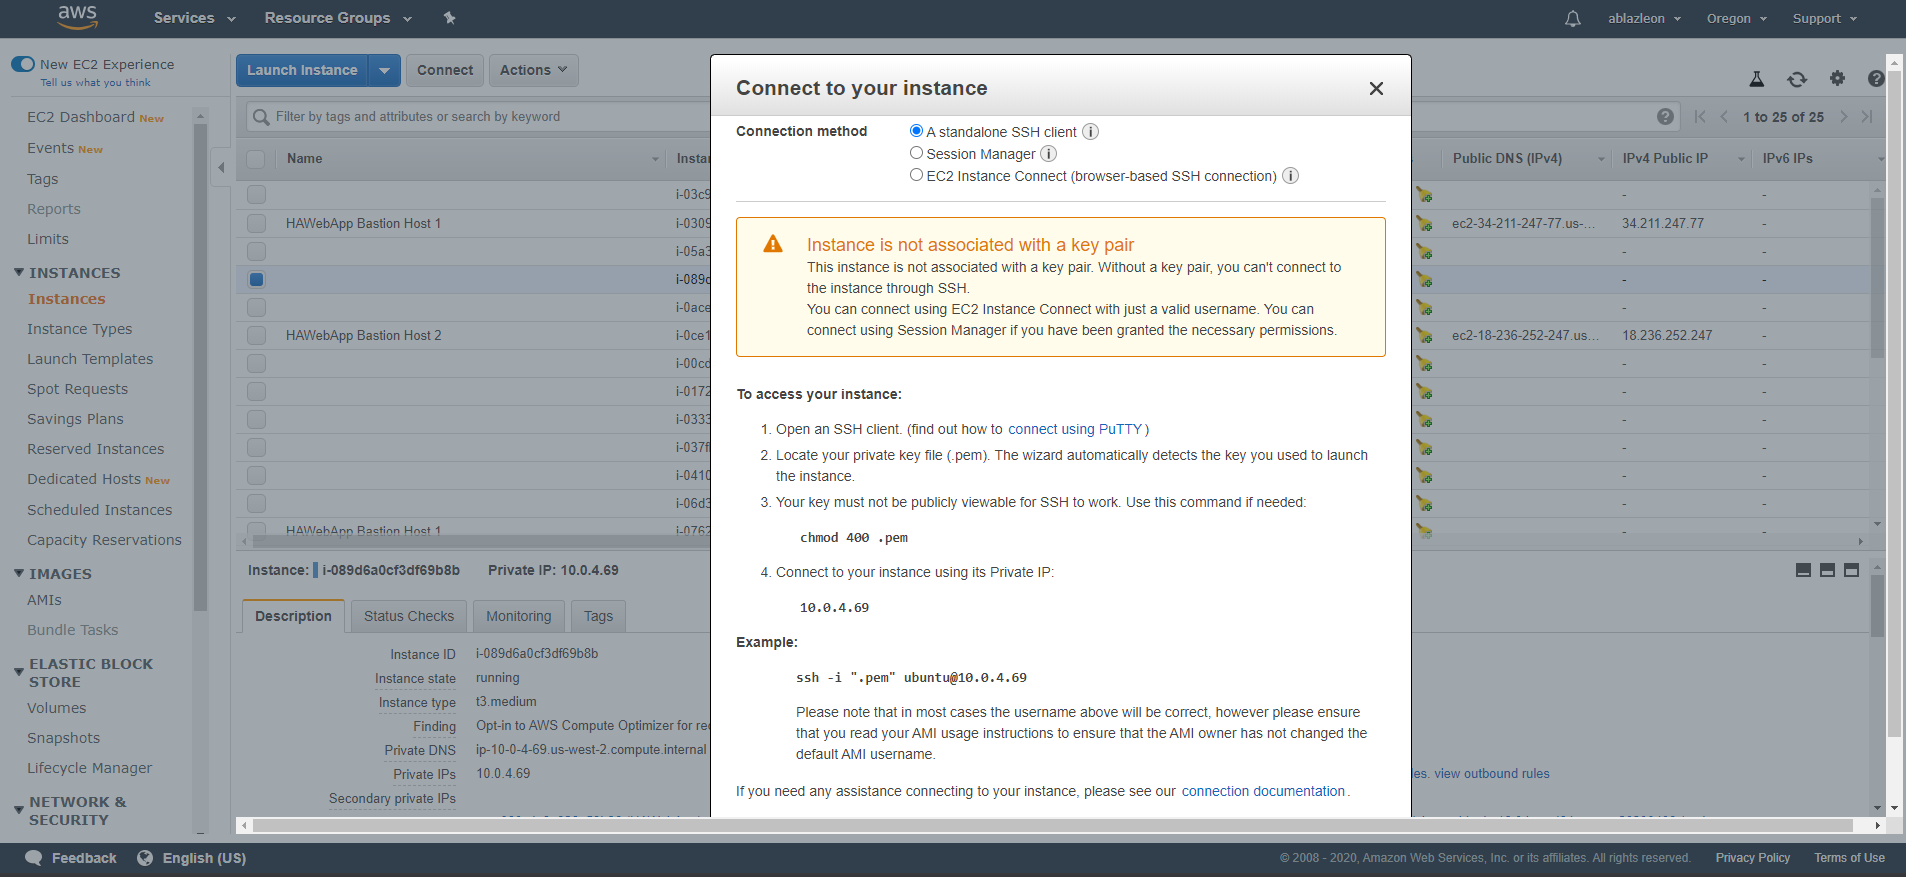 aws
Services
Resource Groups
ablazleon
Oregon
Support
New EC2 Experience
Tell us what you think
EC2 Dashboard New
Events New
Tags
Reports
Limits
INSTANCES
Instances
Instance Types
Launch Templates
Spot Requests
Savings Plans
Reserved Instances
Dedicated Hosts New
Scheduled Instances
Capacity Reservations
IMAGES
AMIs
Bundle Tasks
ELASTIC BLOCK
STORE
Volumes
Snapshots
Lifecycle Manager
NETWORK &
SECURITY
Launch Instance
Connect
Actions
Filter by tags and attributes or search by keyword
1 to 25 of 25
Name
Public DNS (IPv4)
IPv4 Public IP
IPv6 IPs
i-03c9
- -
HAWebApp Bastion Host 1 i-0309
ec2-34-211-247-77.us-... 34.211.247.77 -
i-05a3
- -
i-089d
- -
i-0ace
- -
HAWebApp Bastion Host 2 i-0ce1
ec2-18-236-252-247.us... 18.236.252.247 -
i-00cd
- -
i-0172
- -
i-0333
- -
i-037f
- -
i-0410
- -
i-06d3
- -
HAWebApp Bastion Host 1 i-0762
- -
Instance: i-089d6a0cf3df69b8b Private IP: 10.0.4.69
Description
Status Checks
Monitoring
Tags
Instance ID i-089d6a0cf3df69b8b
Instance state running
Instance type t3.medium
Finding Opt-in to AWS Compute Optimizer for
Private DNS ip-10-0-4-69.us-west-2.compute.internal
Private IPs 10.0.4.69
Secondary private IPs
view outbound rules
Connect to your instance
Connection method
A standalone SSH client
Session Manager
EC2 Instance Connect (browser-based SSH connection)
Instance is not associated with a key pair
This instance is not associated with a key pair. Without a key pair, you can't connect to
the instance through SSH.
You can connect using EC2 Instance Connect with just a valid username. You can
connect using Session Manager if you have been granted the necessary permissions.
To access your instance:
1. Open an SSH client. (find out how to connect using PuTTY )
2. Locate your private key file (.pem). The wizard automatically detects the key you used to launch
the instance.
3. Your key must not be publicly viewable for SSH to work. Use this command if needed:
chmod 400 .pem
4. Connect to your instance using its Private IP:
10.0.4.69
Example:
ssh -i ".pem" ubuntu@10.0.4.69
Please note that in most cases the username above will be correct, however please ensure
that you read your AMI usage instructions to ensure that the AMI owner has not changed the
default AMI username.
If you need any assistance connecting to your instance, please see our connection documentation .
Feedback
English (US)
© 2008 - 2020, Amazon Web Services, Inc. or its affiliates. All rights reserved.
Privacy Policy
Terms of Use